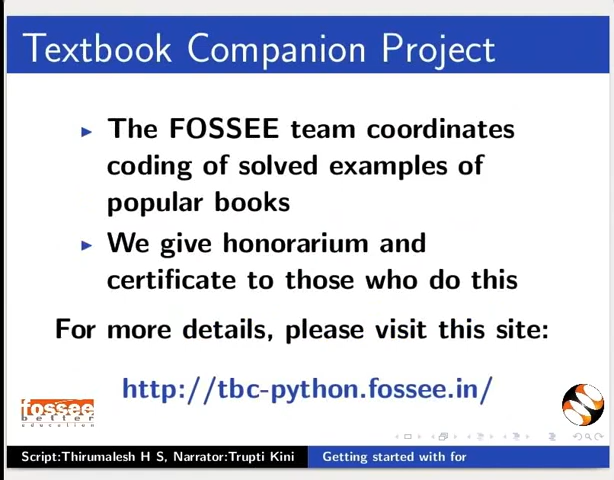 Textbook Companion Project
The FOSSEE team coordinates
coding of solved examples of
popular books
We give honorarium and
certificate to those who do this
For more details, please visit this site:
http://tbc-python.fossee.in/
fossee
better
education
Script:Thirumalesh H S, Narrator:Trupti Kini
Getting started with for